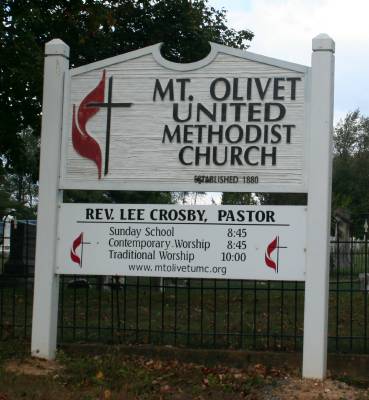 MT. OLIVET
UNITED
METHODIST
CHURCH
ESTABLISHED 1880
REV. LEE CROSBY, PASTOR
Sunday School 8:45
Contemporary Worship 8:45
Traditional Worship 10:00
www.mtolivetumc.org